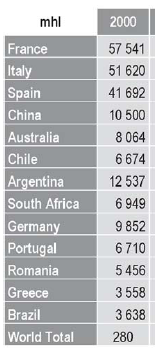 mhl 2000
France 57 541
Italy 51 620
Spain 41 692
China 10 500
Australia 8 064
Chile 6 674
Argentina 12 537
South Africa 6 949
Germany 9 852
Portugal 6 710
Romania 5 456
Greece 3 558
Brazil 3 638
World Total 280